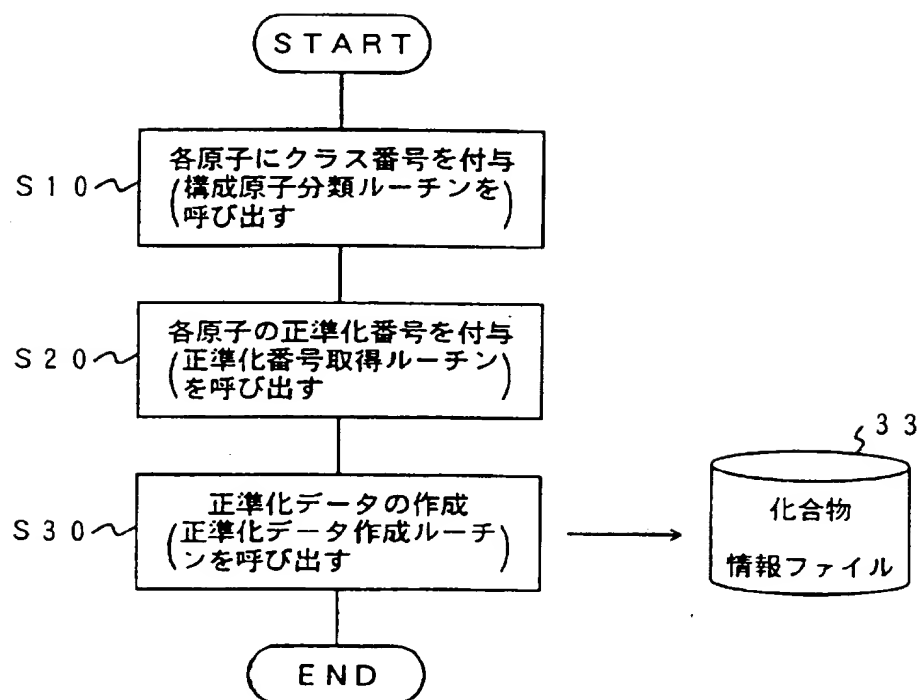 START
S10
各原子にクラス番号を付与
(構成原子分類ルーチンを
呼び出す)
S20
各原子の正準化番号を付与
(正準化番号取得ルーチン
を呼び出す)
S30
正準化データの作成
(正準化データ作成ルーチ
ンを呼び出す)
33
化合物
情報ファイル
END